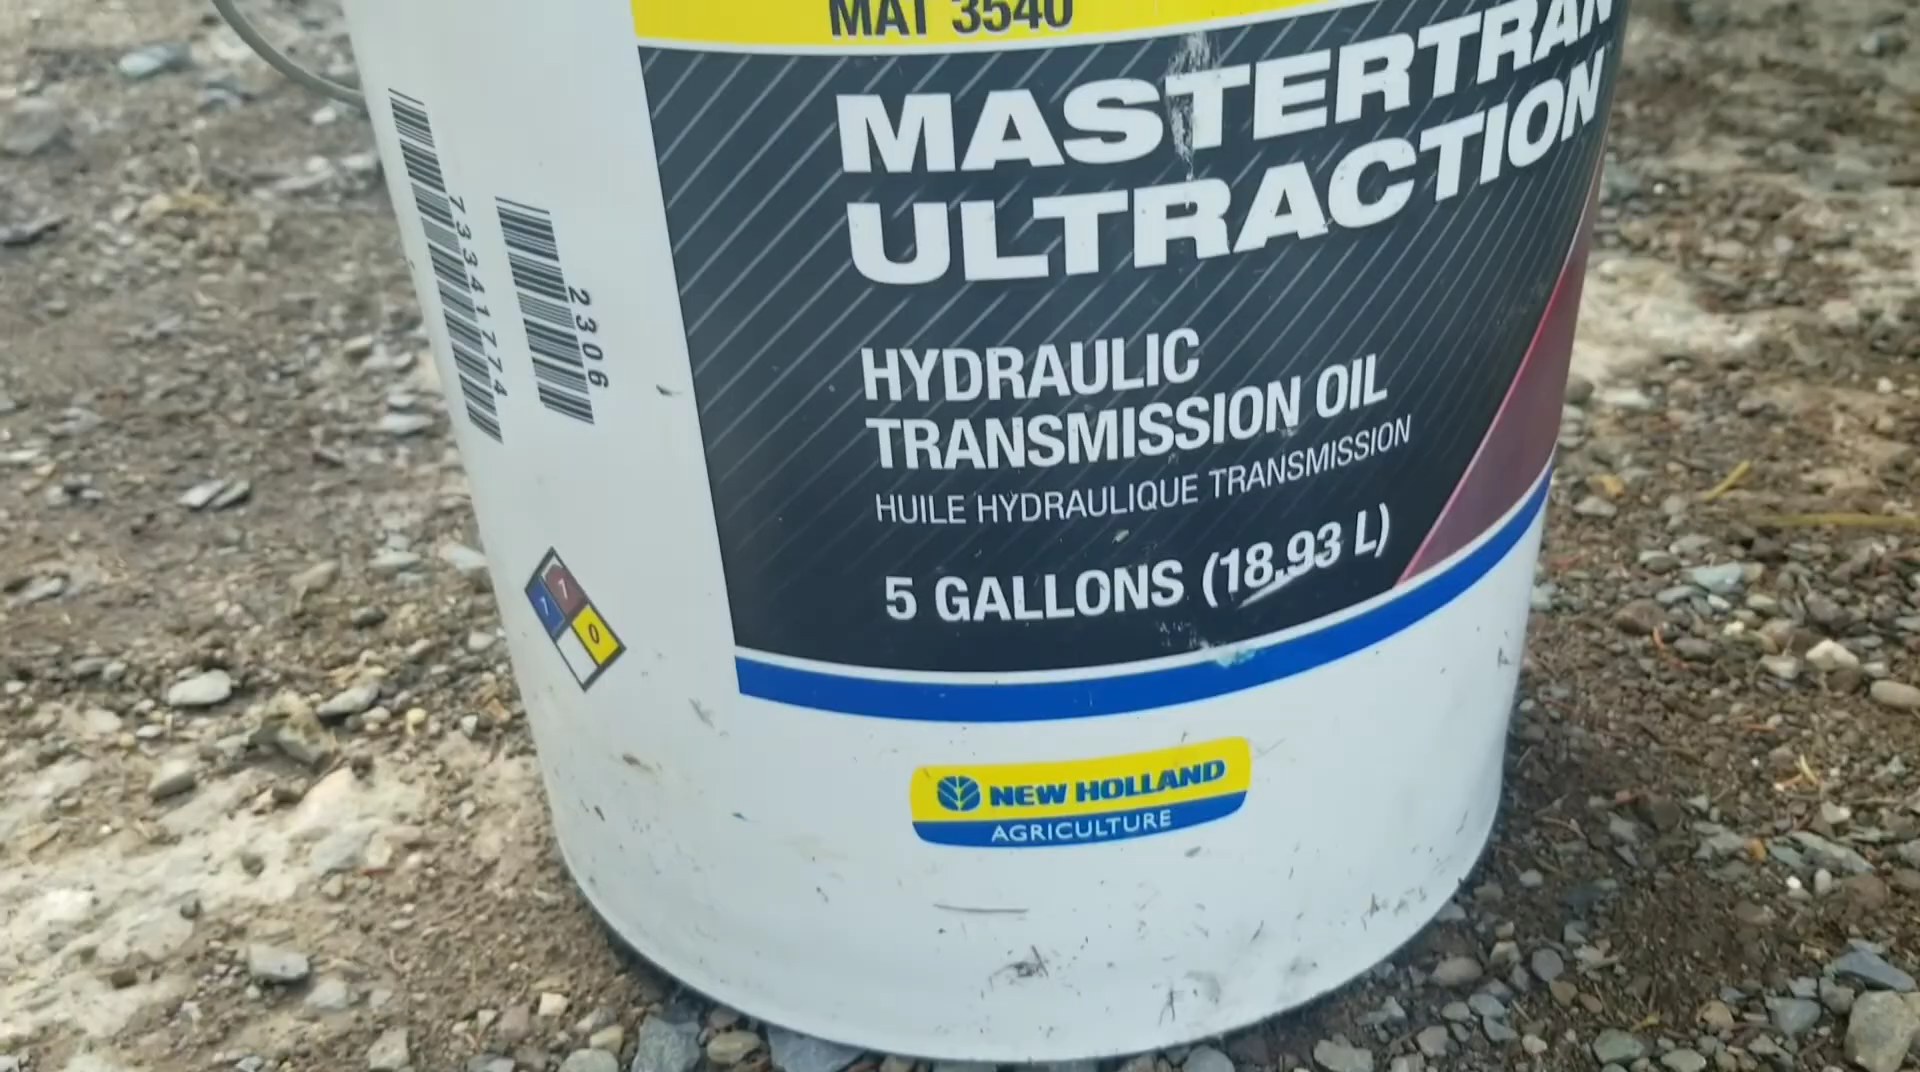 MAT 3540
MASTERTRAN
ULTRACTION
HYDRAULIC
TRANSMISSION OIL
HUILE HYDRAULIQUE TRANSMISSION
5 GALLONS (18.93 L)
NEW HOLLAND
AGRICULTURE
73341774
2306
1
1
0